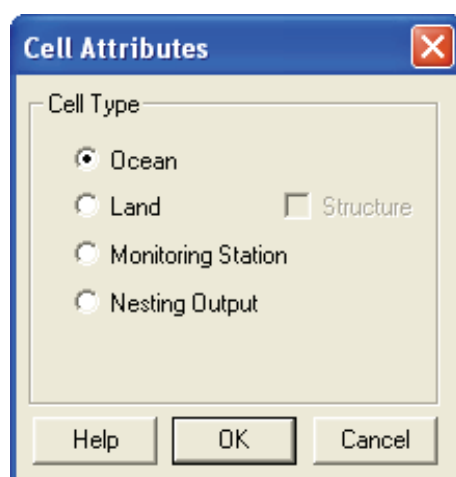 Cell Attributes
Cell Type
Ocean
Land Structure
Monitoring Station
Nesting Output
Help OK Cancel